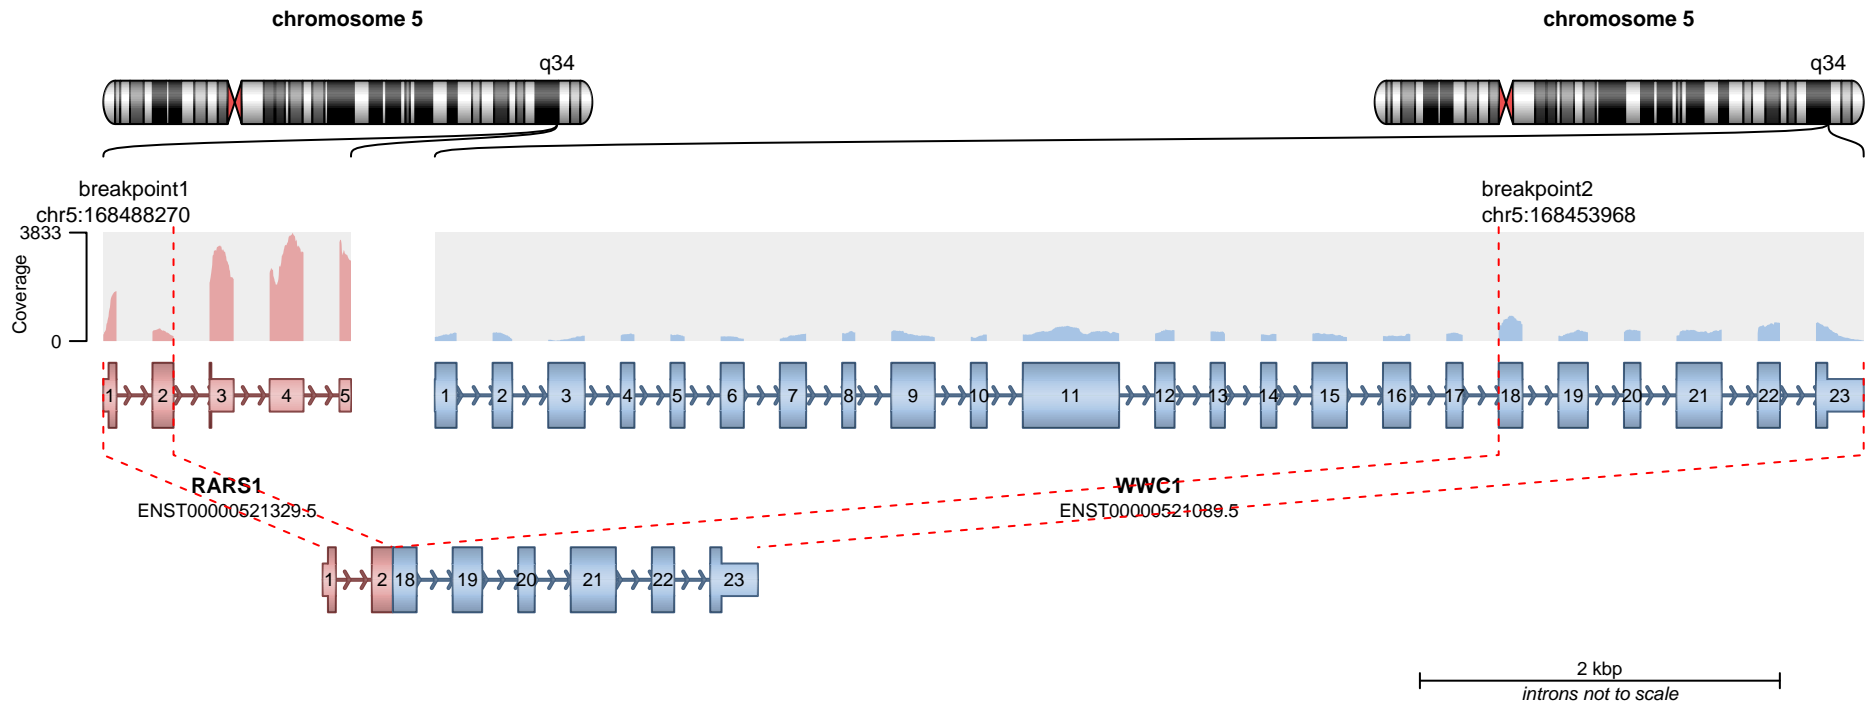 chromosome 5
chromosome 5
q34
q34
breakpoint1
chr5:168488270
breakpoint2
chr5:168453968
3833
Coverage
0
1 2 3 4 5
1 2 3 4 5 6 7 8 9 10 11 12 13 14 15 16 17 18 19 20 21 22 23
RARS1
ENST00000521329.5
WWC1
ENST00000521089.5
1 2 18 19 20 21 22 23
2 kbp
introns not to scale